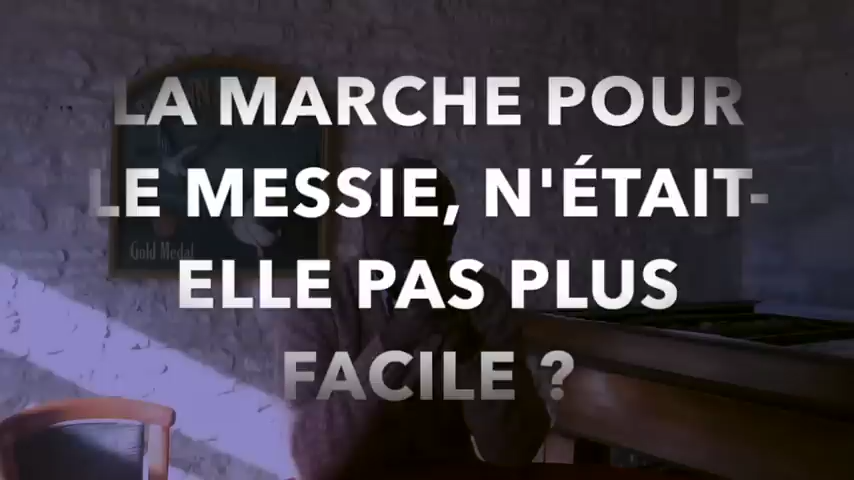 LA MARCHE POUR
LE MESSIE, N'ÉTAIT-
ELLE PAS PLUS
FACILE ?
Gold Medal